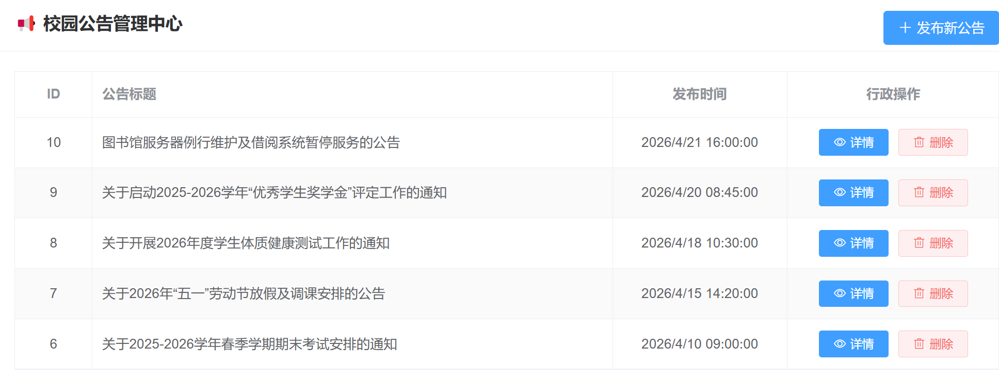 校园公告管理中心
发布新公告
ID 公告标题 发布时间 行政操作
10 图书馆服务器例行维护及借阅系统暂停服务的公告 2026/4/21 16:00:00 详情 删除
9 关于启动2025-2026学年“优秀学生奖学金”评定工作的通知 2026/4/20 08:45:00 详情 删除
8 关于开展2026年度学生体质健康测试工作的通知 2026/4/18 10:30:00 详情 删除
7 关于2026年“五一”劳动节放假及调课安排的公告 2026/4/15 14:20:00 详情 删除
6 关于2025-2026学年春季学期期末考试安排的通知 2026/4/10 09:00:00 详情 删除